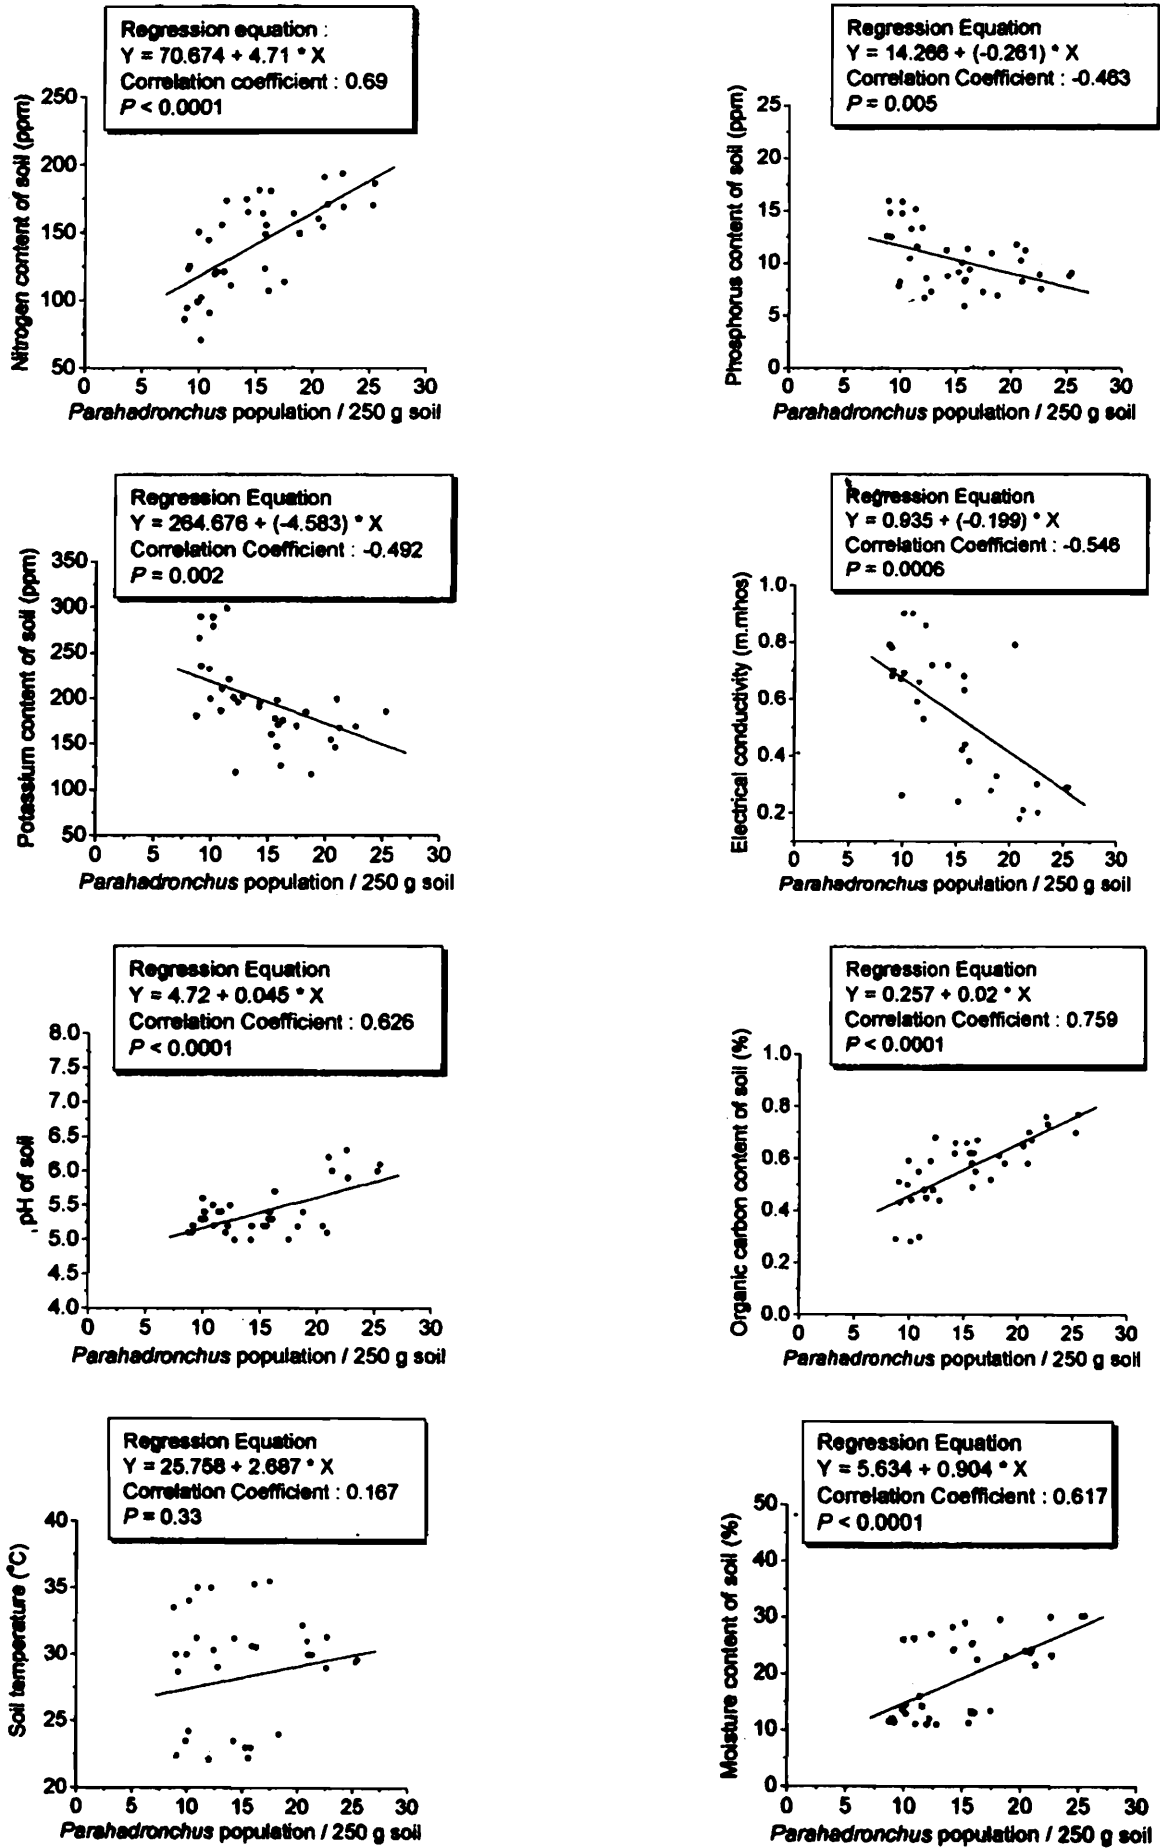 Regression equation :
Y = 70.674 + 4.71 * X
Correlation coefficient : 0.69
P < 0.0001
Nitrogen content of soil (ppm)
250
200
150
100
50
0 5 10 15 20 25 30
Parahadronchus population / 250 g soil
Regression Equation
Y = 14.266 + (-0.261) * X
Correlation Coefficient : -0.463
P = 0.005
Phosphorus content of soil (ppm)
25
20
15
10
5
0
0 5 10 15 20 25 30
Parahadronchus population / 250 g soil
Regression Equation
Y = 264.676 + (-4.583) * X
Correlation Coefficient : -0.492
P = 0.002
Potassium content of soil (ppm)
350
300
250
200
150
100
50
0 5 10 15 20 25 30
Parahadronchus population / 250 g soil
Regression Equation
Y = 0.935 + (-0.199) * X
Correlation Coefficient : -0.546
P = 0.0006
Electrical conductivity (m.mhos)
1.0
0.8
0.6
0.4
0.2
0 5 10 15 20 25 30
Parahadronchus population / 250 g soil
Regression Equation
Y = 4.72 + 0.045 * X
Correlation Coefficient : 0.626
P < 0.0001
pH of soil
8.0
7.5
7.0
6.5
6.0
5.5
5.0
4.5
4.0
0 5 10 15 20 25 30
Parahadronchus population / 250 g soil
Regression Equation
Y = 0.257 + 0.02 * X
Correlation Coefficient : 0.759
P < 0.0001
Organic carbon content of soil (%)
1.0
0.8
0.6
0.4
0.2
0.0
0 5 10 15 20 25 30
Parahadronchus population / 250 g soil
Regression Equation
Y = 25.758 + 2.687 * X
Correlation Coefficient : 0.167
P = 0.33
Soil temperature (°C)
40
35
30
25
20
0 5 10 15 20 25 30
Parahadronchus population / 250 g soil
Regression Equation
Y = 5.634 + 0.904 * X
Correlation Coefficient : 0.617
P < 0.0001
Moisture content of soil (%)
50
40
30
20
10
0
0 5 10 15 20 25 30
Parahadronchus population / 250 g soil